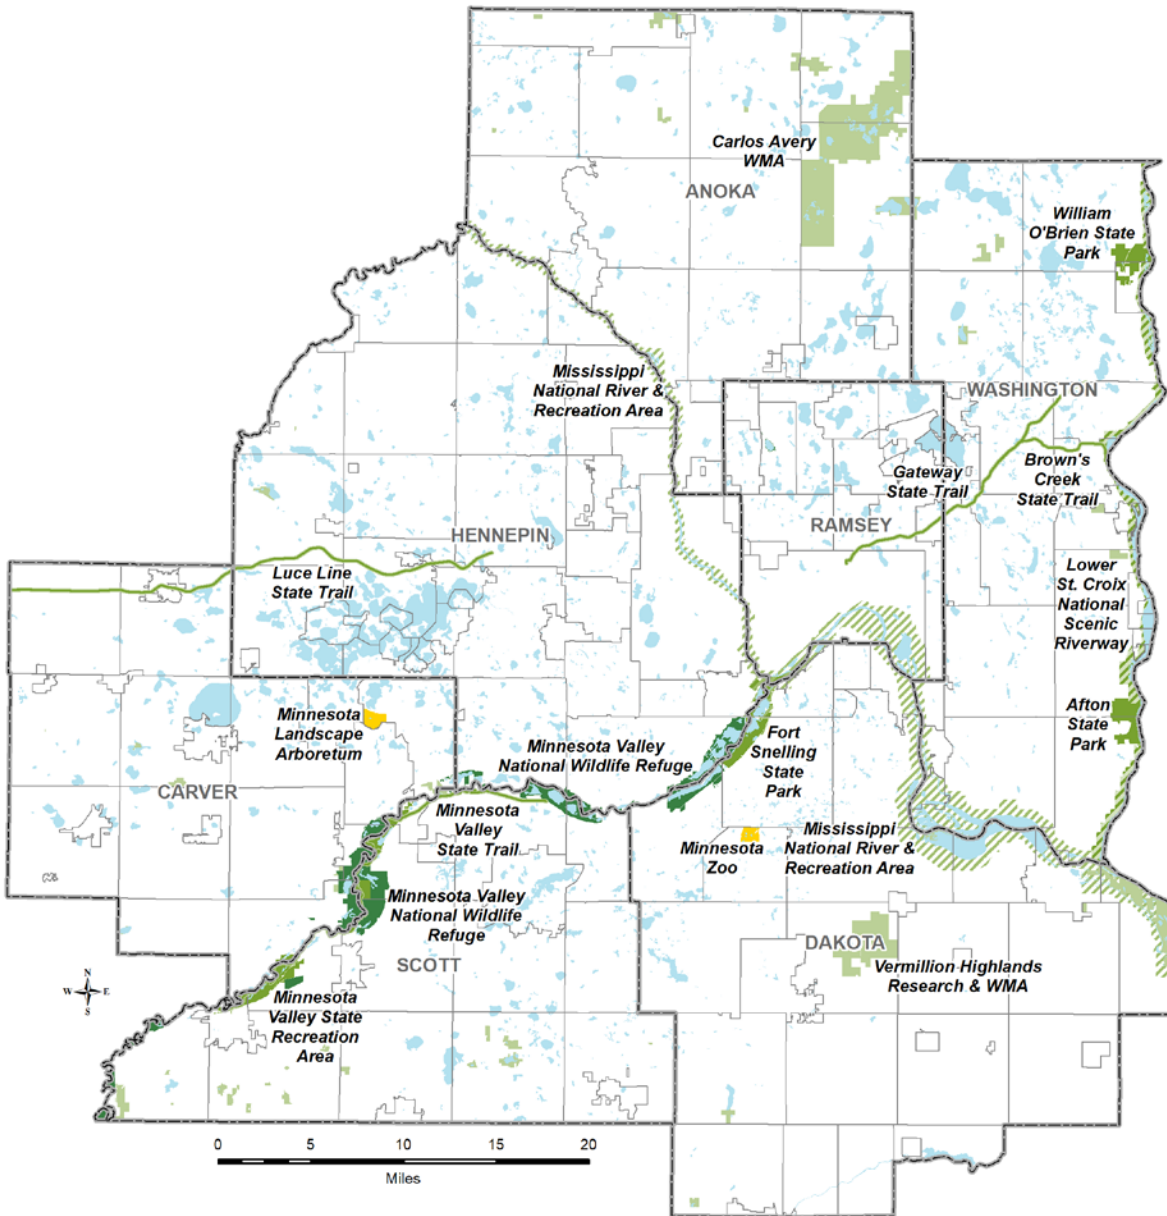 Carlos Avery
WMA
ANOKA
William
O'Brien State
Park
Mississippi
National River &
Recreation Area
WASHINGTON
Gateway
State Trail
Brown's
Creek
State Trail
RAMSEY
HENNEPIN
Luce Line
State Trail
Lower
St. Croix
National
Scenic
Riverway
Minnesota
Landscape
Arboretum
Afton
State
Park
Minnesota Valley
National Wildlife Refuge
Fort
Snelling
State
Park
CARVER
Minnesota
Valley
State Trail
Minnesota
Zoo
Mississippi
National River &
Recreation Area
Minnesota Valley
National Wildlife
Refuge
DAKOTA
SCOTT
Vermillion Highlands
Research & WMA
N
W E
S
Minnesota
Valley State
Recreation
Area
0 5 10 15 20
Miles